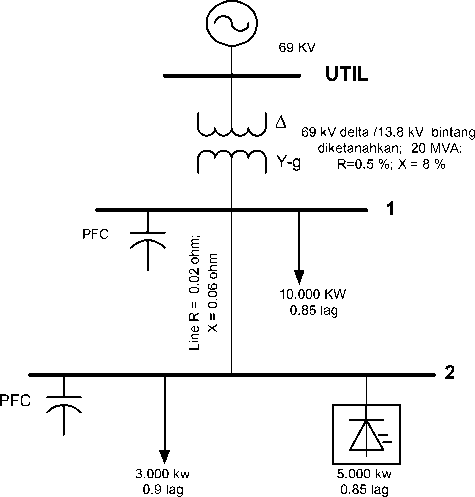 69 KV
UTIL
Δ
69 kV delta /13.8 kV bintang
diketanahkan; 20 MVA;
R=0.5 %; X = 8 %
Y-g
1
PFC
Line R = 0.02 ohm;
X = 0.06 ohm
10.000 KW
0.85 lag
2
PFC
3.000 kw
0.9 lag
5.000 kw
0.85 lag